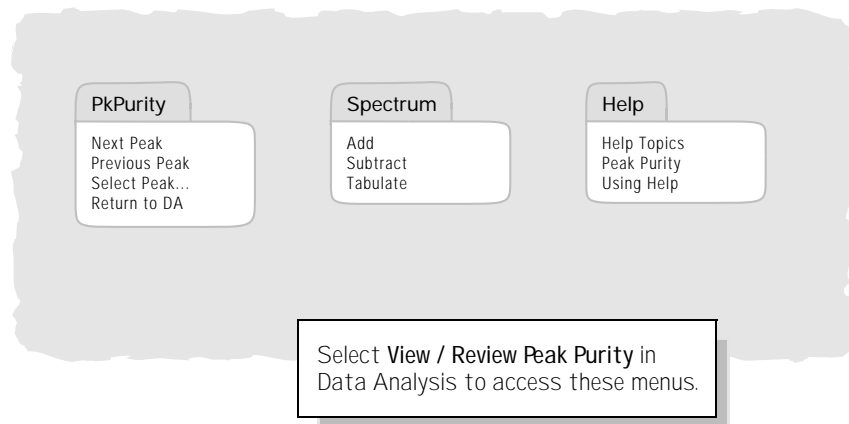 PkPurity
Next Peak
Previous Peak
Select Peak...
Return to DA
Spectrum
Add
Subtract
Tabulate
Help
Help Topics
Peak Purity
Using Help
Select View / Review Peak Purity in
Data Analysis to access these menus.